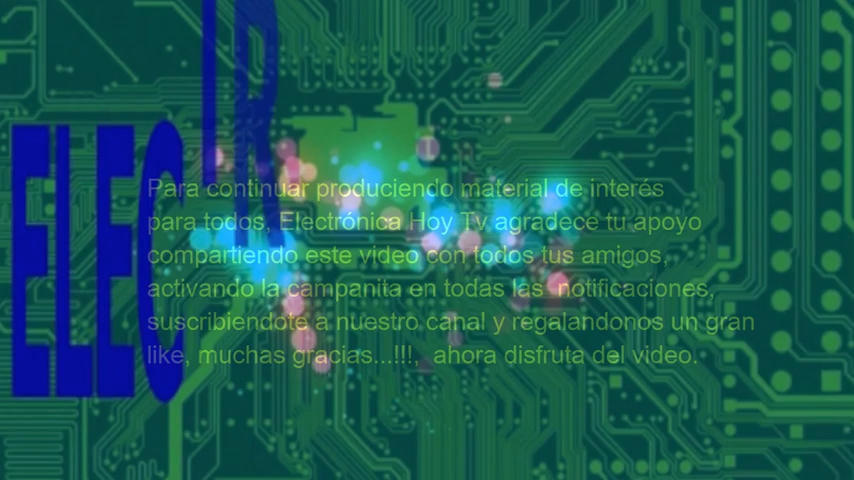 ELEC
TR
Para continuar produciendo material de interés
para todos, Electrónica Hoy Tv agradece tu apoyo
compartiendo este video con todos tus amigos,
activando la campanita en todas las notificaciones,
suscribiendote a nuestro canal y regalandonos un gran
like, muchas gracias...!!!, ahora disfruta del video.